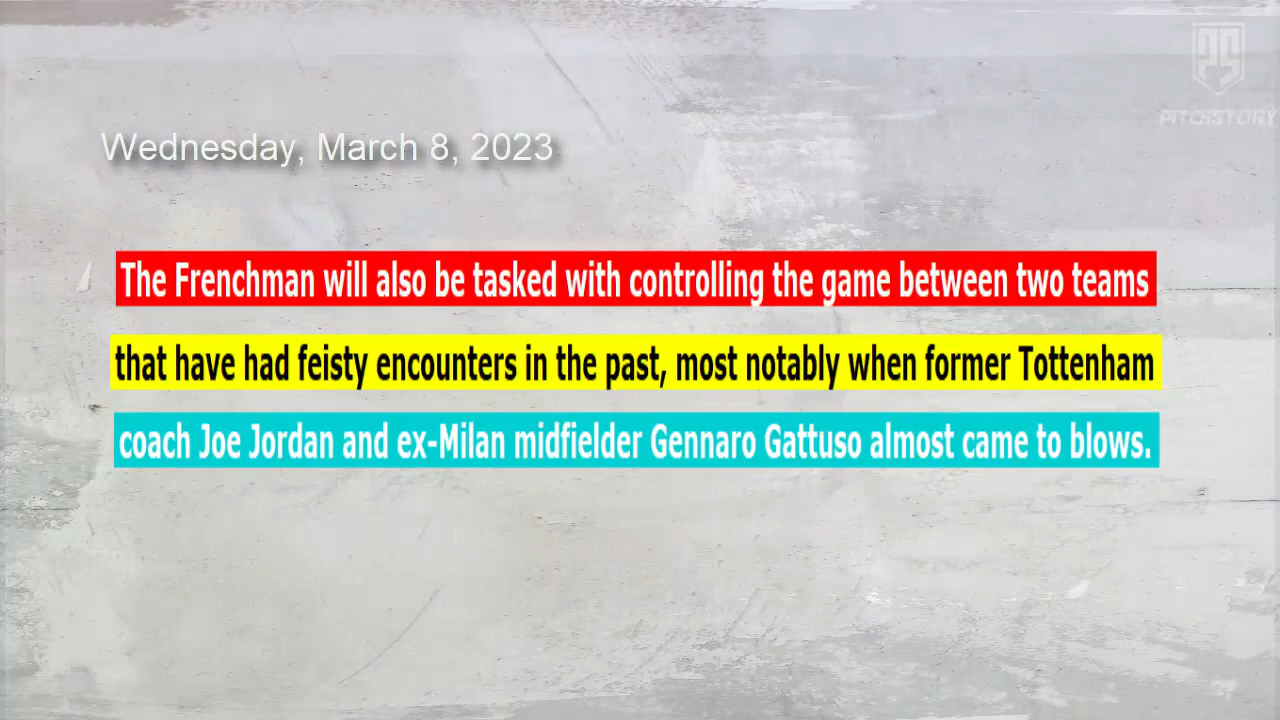 PITCHSTORY
Wednesday, March 8, 2023
The Frenchman will also be tasked with controlling the game between two teams
that have had feisty encounters in the past, most notably when former Tottenham
coach Joe Jordan and ex-Milan midfielder Gennaro Gattuso almost came to blows.